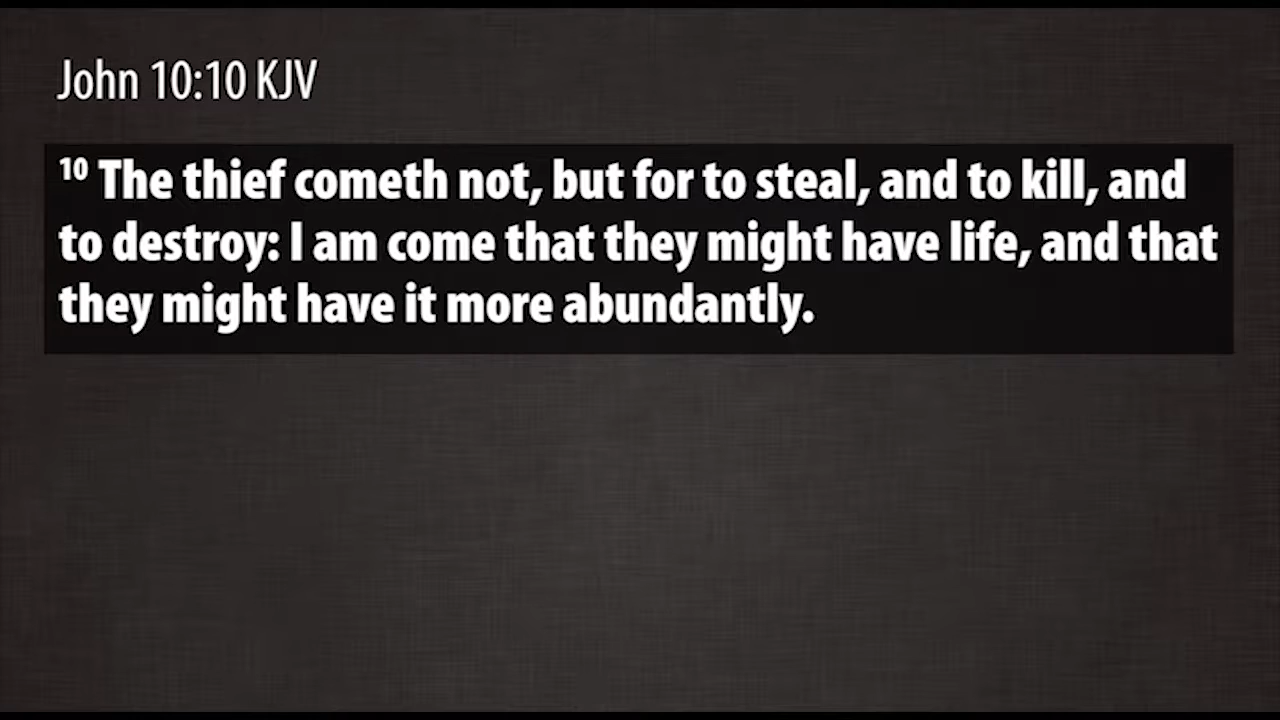 John 10:10 KJV
10 The thief cometh not, but for to steal, and to kill, and
to destroy: I am come that they might have life, and that
they might have it more abundantly.